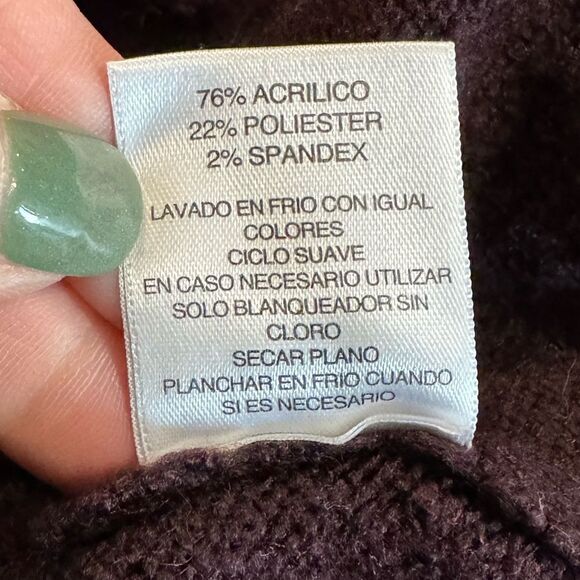 76% ACRILICO
22% POLIESTER
2% SPANDEX
LAVADO EN FRIO CON IGUAL
COLORES
CICLO SUAVE
EN CASO NECESARIO UTILIZAR
SOLO BLANQUEADOR SIN
CLORO
SECAR PLANO
PLANCHAR EN FRIO CUANDO
SI ES NECESARIO